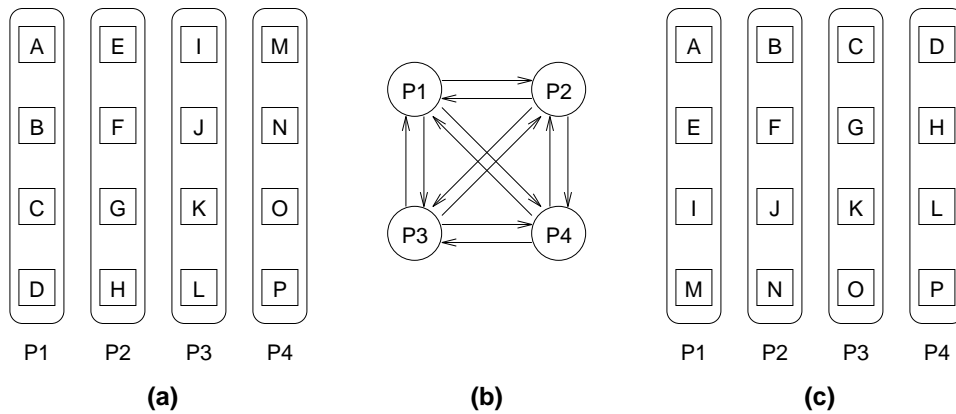 A E I M
B F J N
C G K O
D H L P
P1 P2 P3 P4
(a)
P1 P2
P3 P4
(b)
A B C D
E F G H
I J K L
M N O P
P1 P2 P3 P4
(c)